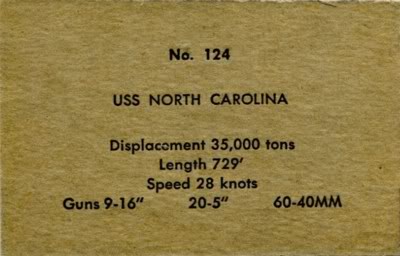 No. 124
USS NORTH CAROLINA
Displacement 35,000 tons
Length 729'
Speed 28 knots
Guns 9-16" 20-5" 60-40MM